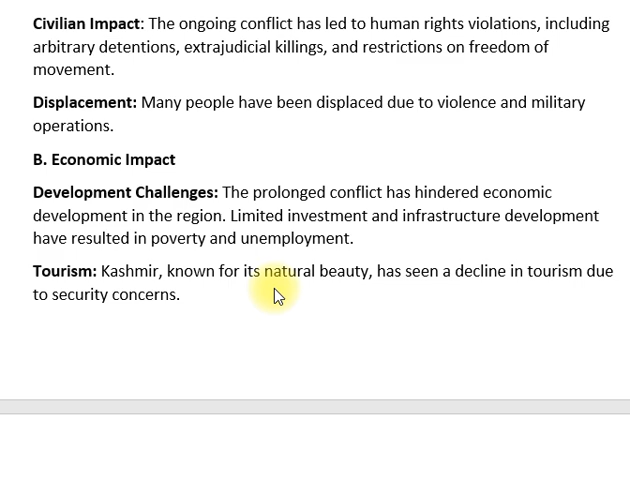 Civilian Impact: The ongoing conflict has led to human rights violations, including
arbitrary detentions, extrajudicial killings, and restrictions on freedom of
movement.
Displacement: Many people have been displaced due to violence and military
operations.
B. Economic Impact
Development Challenges: The prolonged conflict has hindered economic
development in the region. Limited investment and infrastructure development
have resulted in poverty and unemployment.
Tourism: Kashmir, known for its natural beauty, has seen a decline in tourism due
to security concerns.